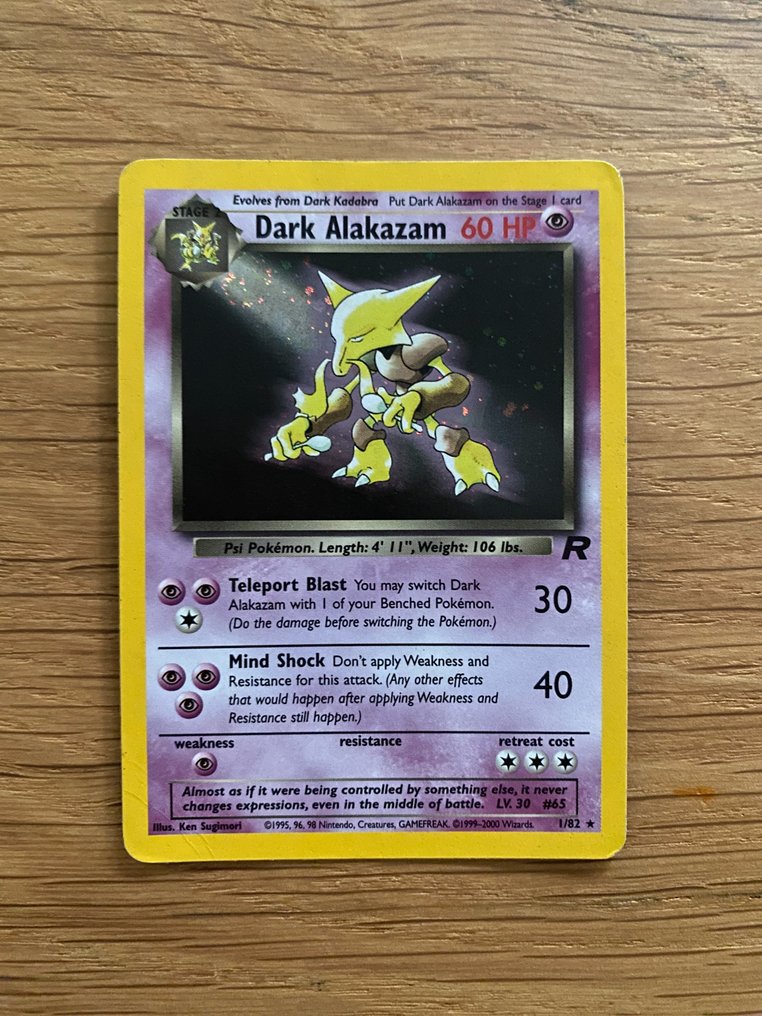 Evolves from Dark Kadabra Put Dark Alakazam on the Stage 1 card
STAGE 2
Dark Alakazam 60 HP
Psi Pokémon. Length: 4' 11", Weight: 106 lbs.
R
Teleport Blast You may switch Dark
Alakazam with 1 of your Benched Pokémon.
(Do the damage before switching the Pokémon.)
30
Mind Shock Don't apply Weakness and
Resistance for this attack. (Any other effects
that would happen after applying Weakness and
Resistance still happen.)
40
weakness resistance retreat cost
Almost as if it were being controlled by something else, it never
changes expressions, even in the middle of battle. LV. 30 #65
Illus. Ken Sugimori ©1995, 96, 98 Nintendo, Creatures, GAMEFREAK. ©1999–2000 Wizards. 1/82 ★